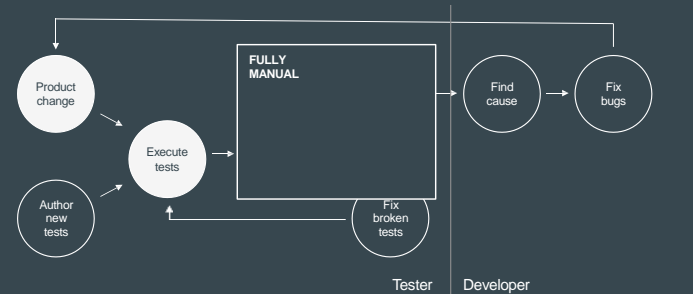 Product
change
FULLY
MANUAL
Find
cause
Fix
bugs
Execute
tests
Author
new
tests
Fix
broken
tests
Tester
Developer